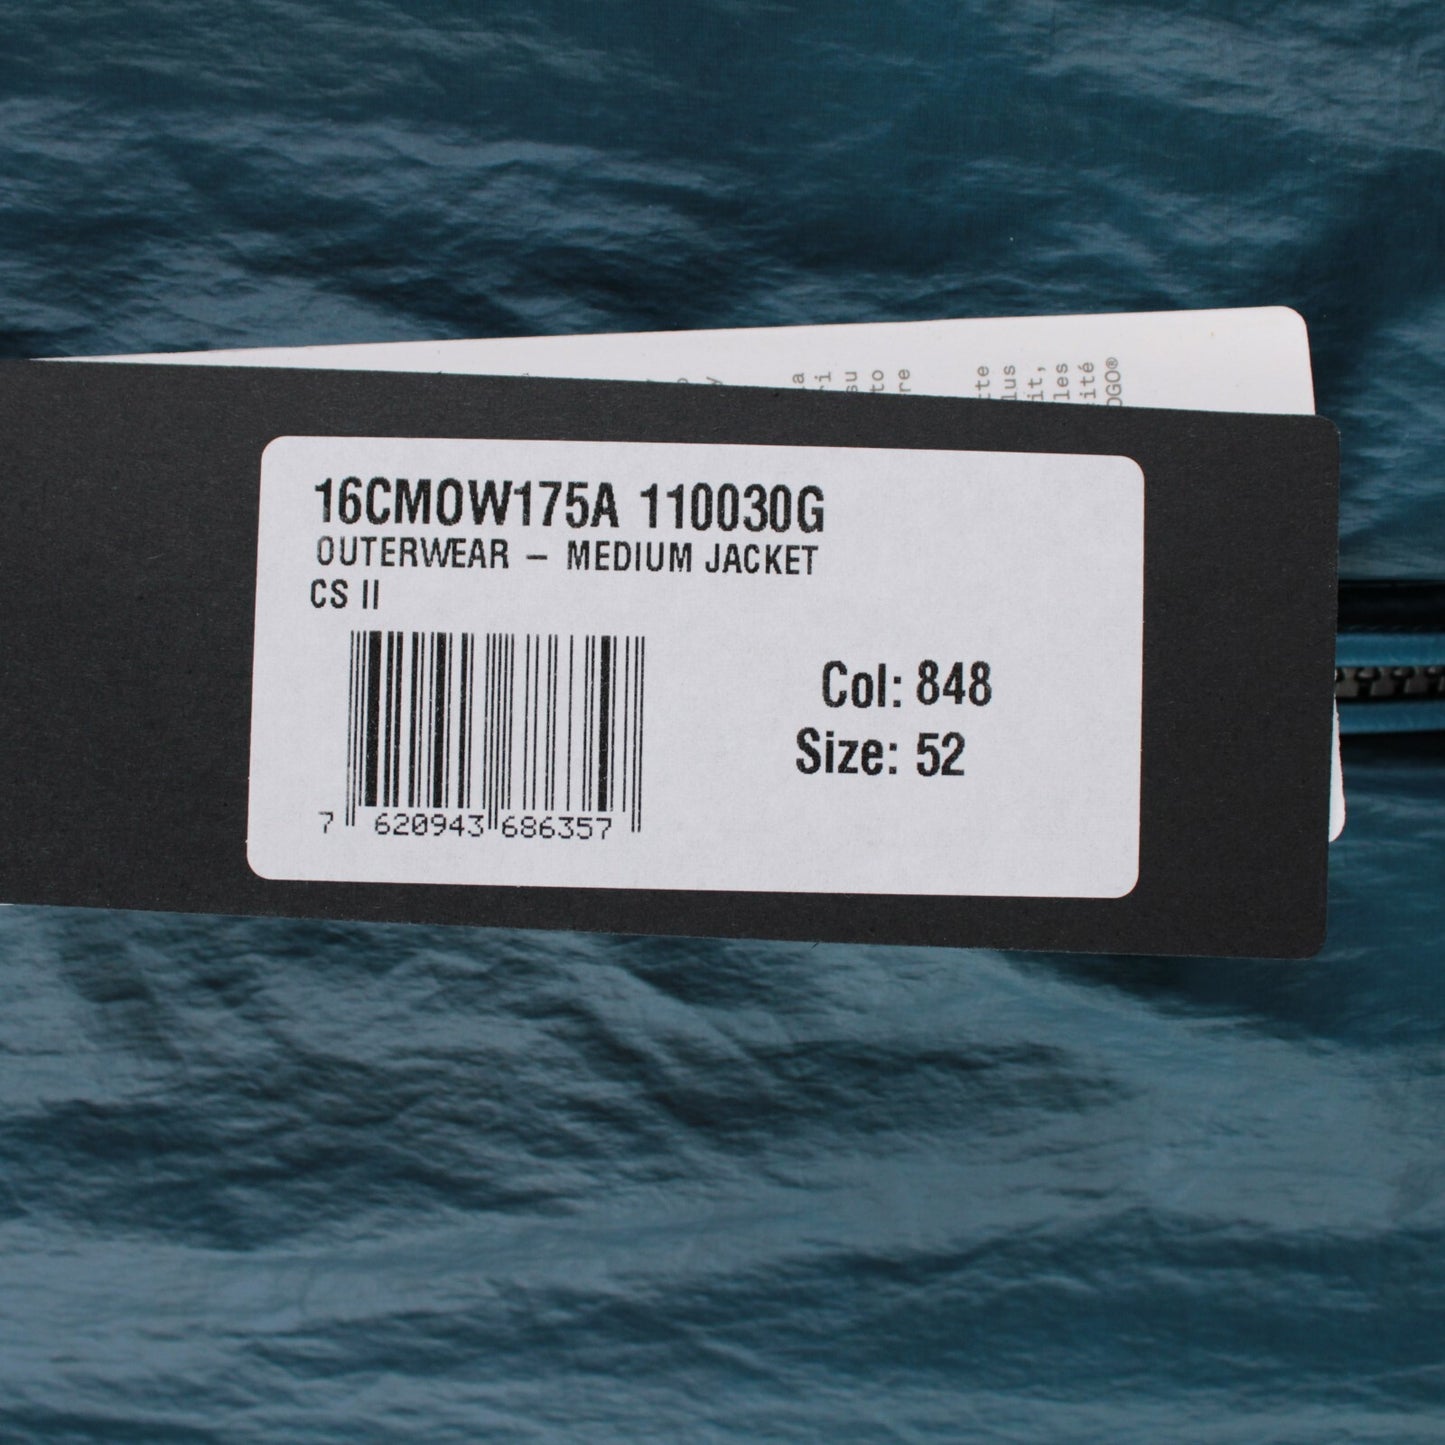 16CMOW175A 110030G
OUTERWEAR – MEDIUM JACKET
CS II
Col: 848
Size: 52
7 620943 686357